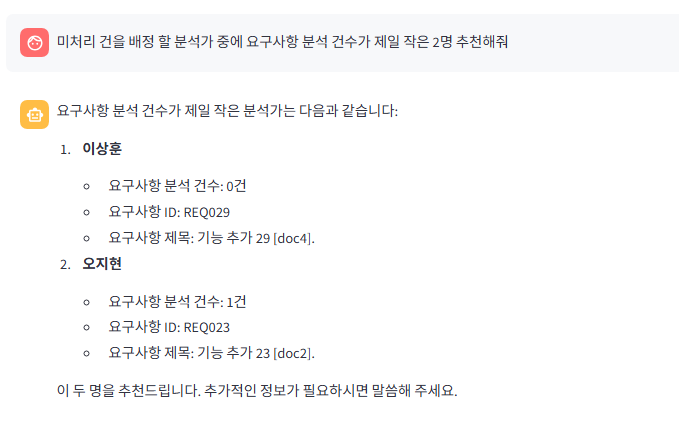 미처리 건을 배정 할 분석가 중에 요구사항 분석 건수가 제일 작은 2명 추천해줘
요구사항 분석 건수가 제일 작은 분석가는 다음과 같습니다:
1. 이상훈
○ 요구사항 분석 건수: 0건
○ 요구사항 ID: REQ029
○ 요구사항 제목: 기능 추가 29 [doc4].
2. 오지현
○ 요구사항 분석 건수: 1건
○ 요구사항 ID: REQ023
○ 요구사항 제목: 기능 추가 23 [doc2].
이 두 명을 추천드립니다. 추가적인 정보가 필요하시면 말씀해 주세요.